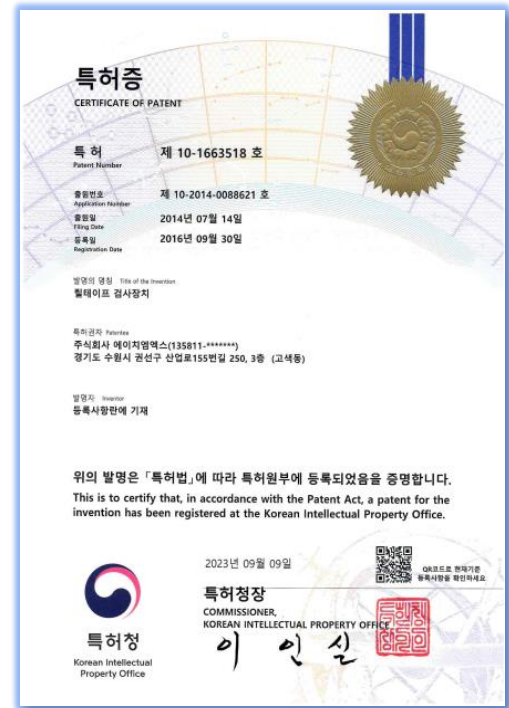 특허증
CERTIFICATE OF PATENT
특 허 제 10-1663518 호
Patent Number
출원번호 제 10-2014-0088621 호
Application Number
출원일 2014년 07월 14일
Filing Date
등록일 2016년 09월 30일
Registration Date
발명의 명칭 Title of the Invention
릴테이프 검사장치
특허권자 Patentee
주식회사 에이치엠엑스(135811-*******)
경기도 수원시 권선구 산업로155번길 250, 3층 (고색동)
발명자 Inventor
등록사항란에 기재
위의 발명은 「특허법」에 따라 특허원부에 등록되었음을 증명합니다.
This is to certify that, in accordance with the Patent Act, a patent for the
invention has been registered at the Korean Intellectual Property Office.
2023년 09월 09일
QR코드로 현재기준
등록사항을 확인하세요
특허청장
COMMISSIONER,
KOREAN INTELLECTUAL PROPERTY OFFICE
이 인 실
특허청
Korean Intellectual
Property Office